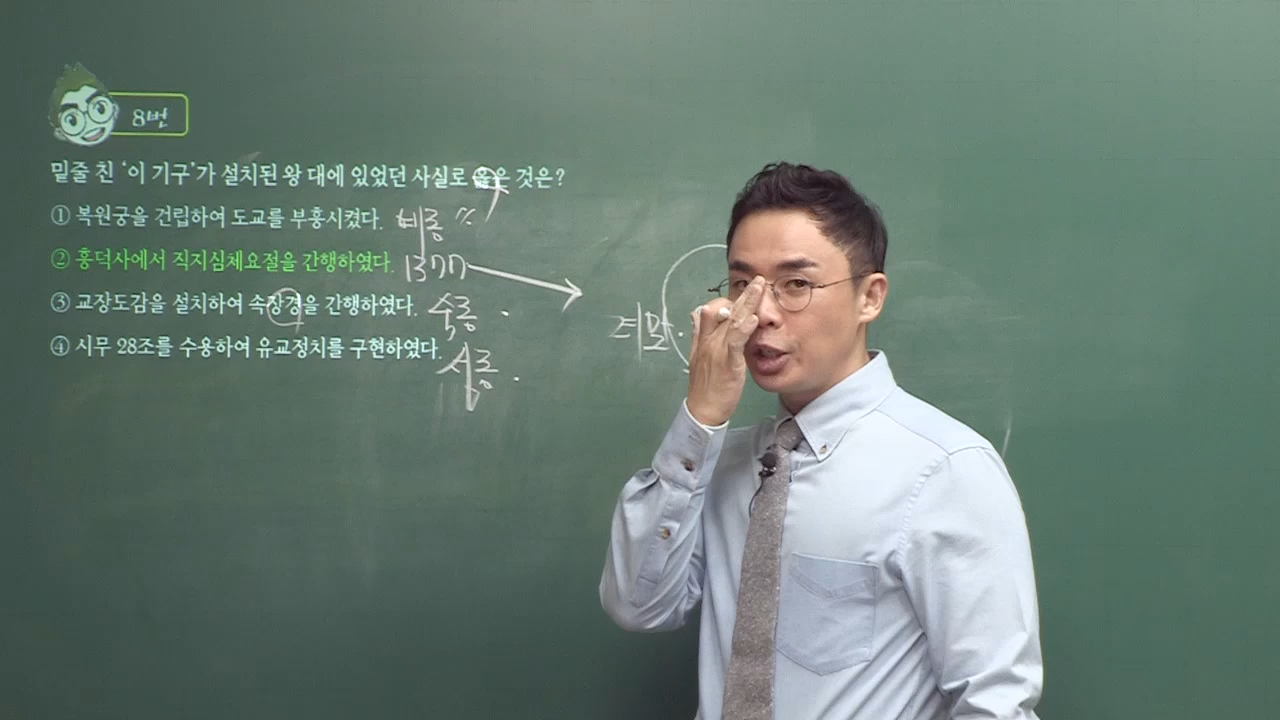 8번
밑줄 친 ‘이 기구’가 설치된 왕 대에 있었던 사실로 옳은 것은?
① 복원궁을 건립하여 도교를 부흥시켰다. 예종
② 흥덕사에서 직지심체요절을 간행하였다. 1377
③ 교장도감을 설치하여 속장경을 간행하였다. 숙종
④ 시무 28조를 수용하여 유교정치를 구현하였다. 성종